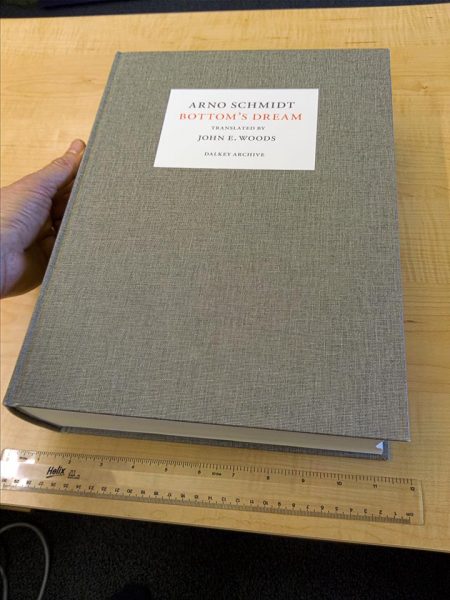 ARNO SCHMIDT
BOTTOM'S DREAM
TRANSLATED BY
JOHN E. WOODS
DALKEY ARCHIVE
Helix